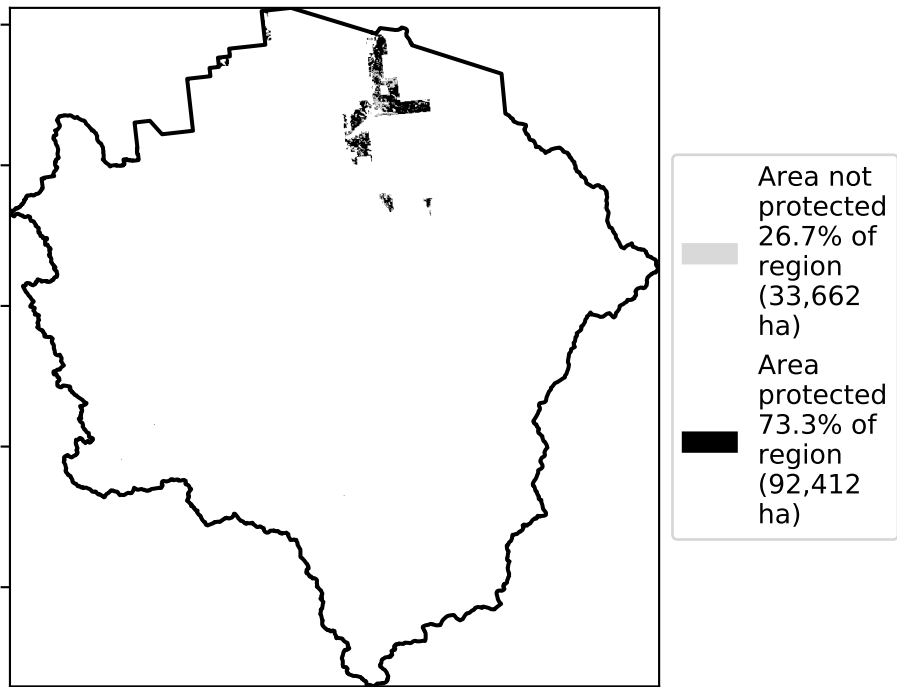 Area not
protected
26.7% of
region
(33,662
ha)
Area
protected
73.3% of
region
(92,412
ha)